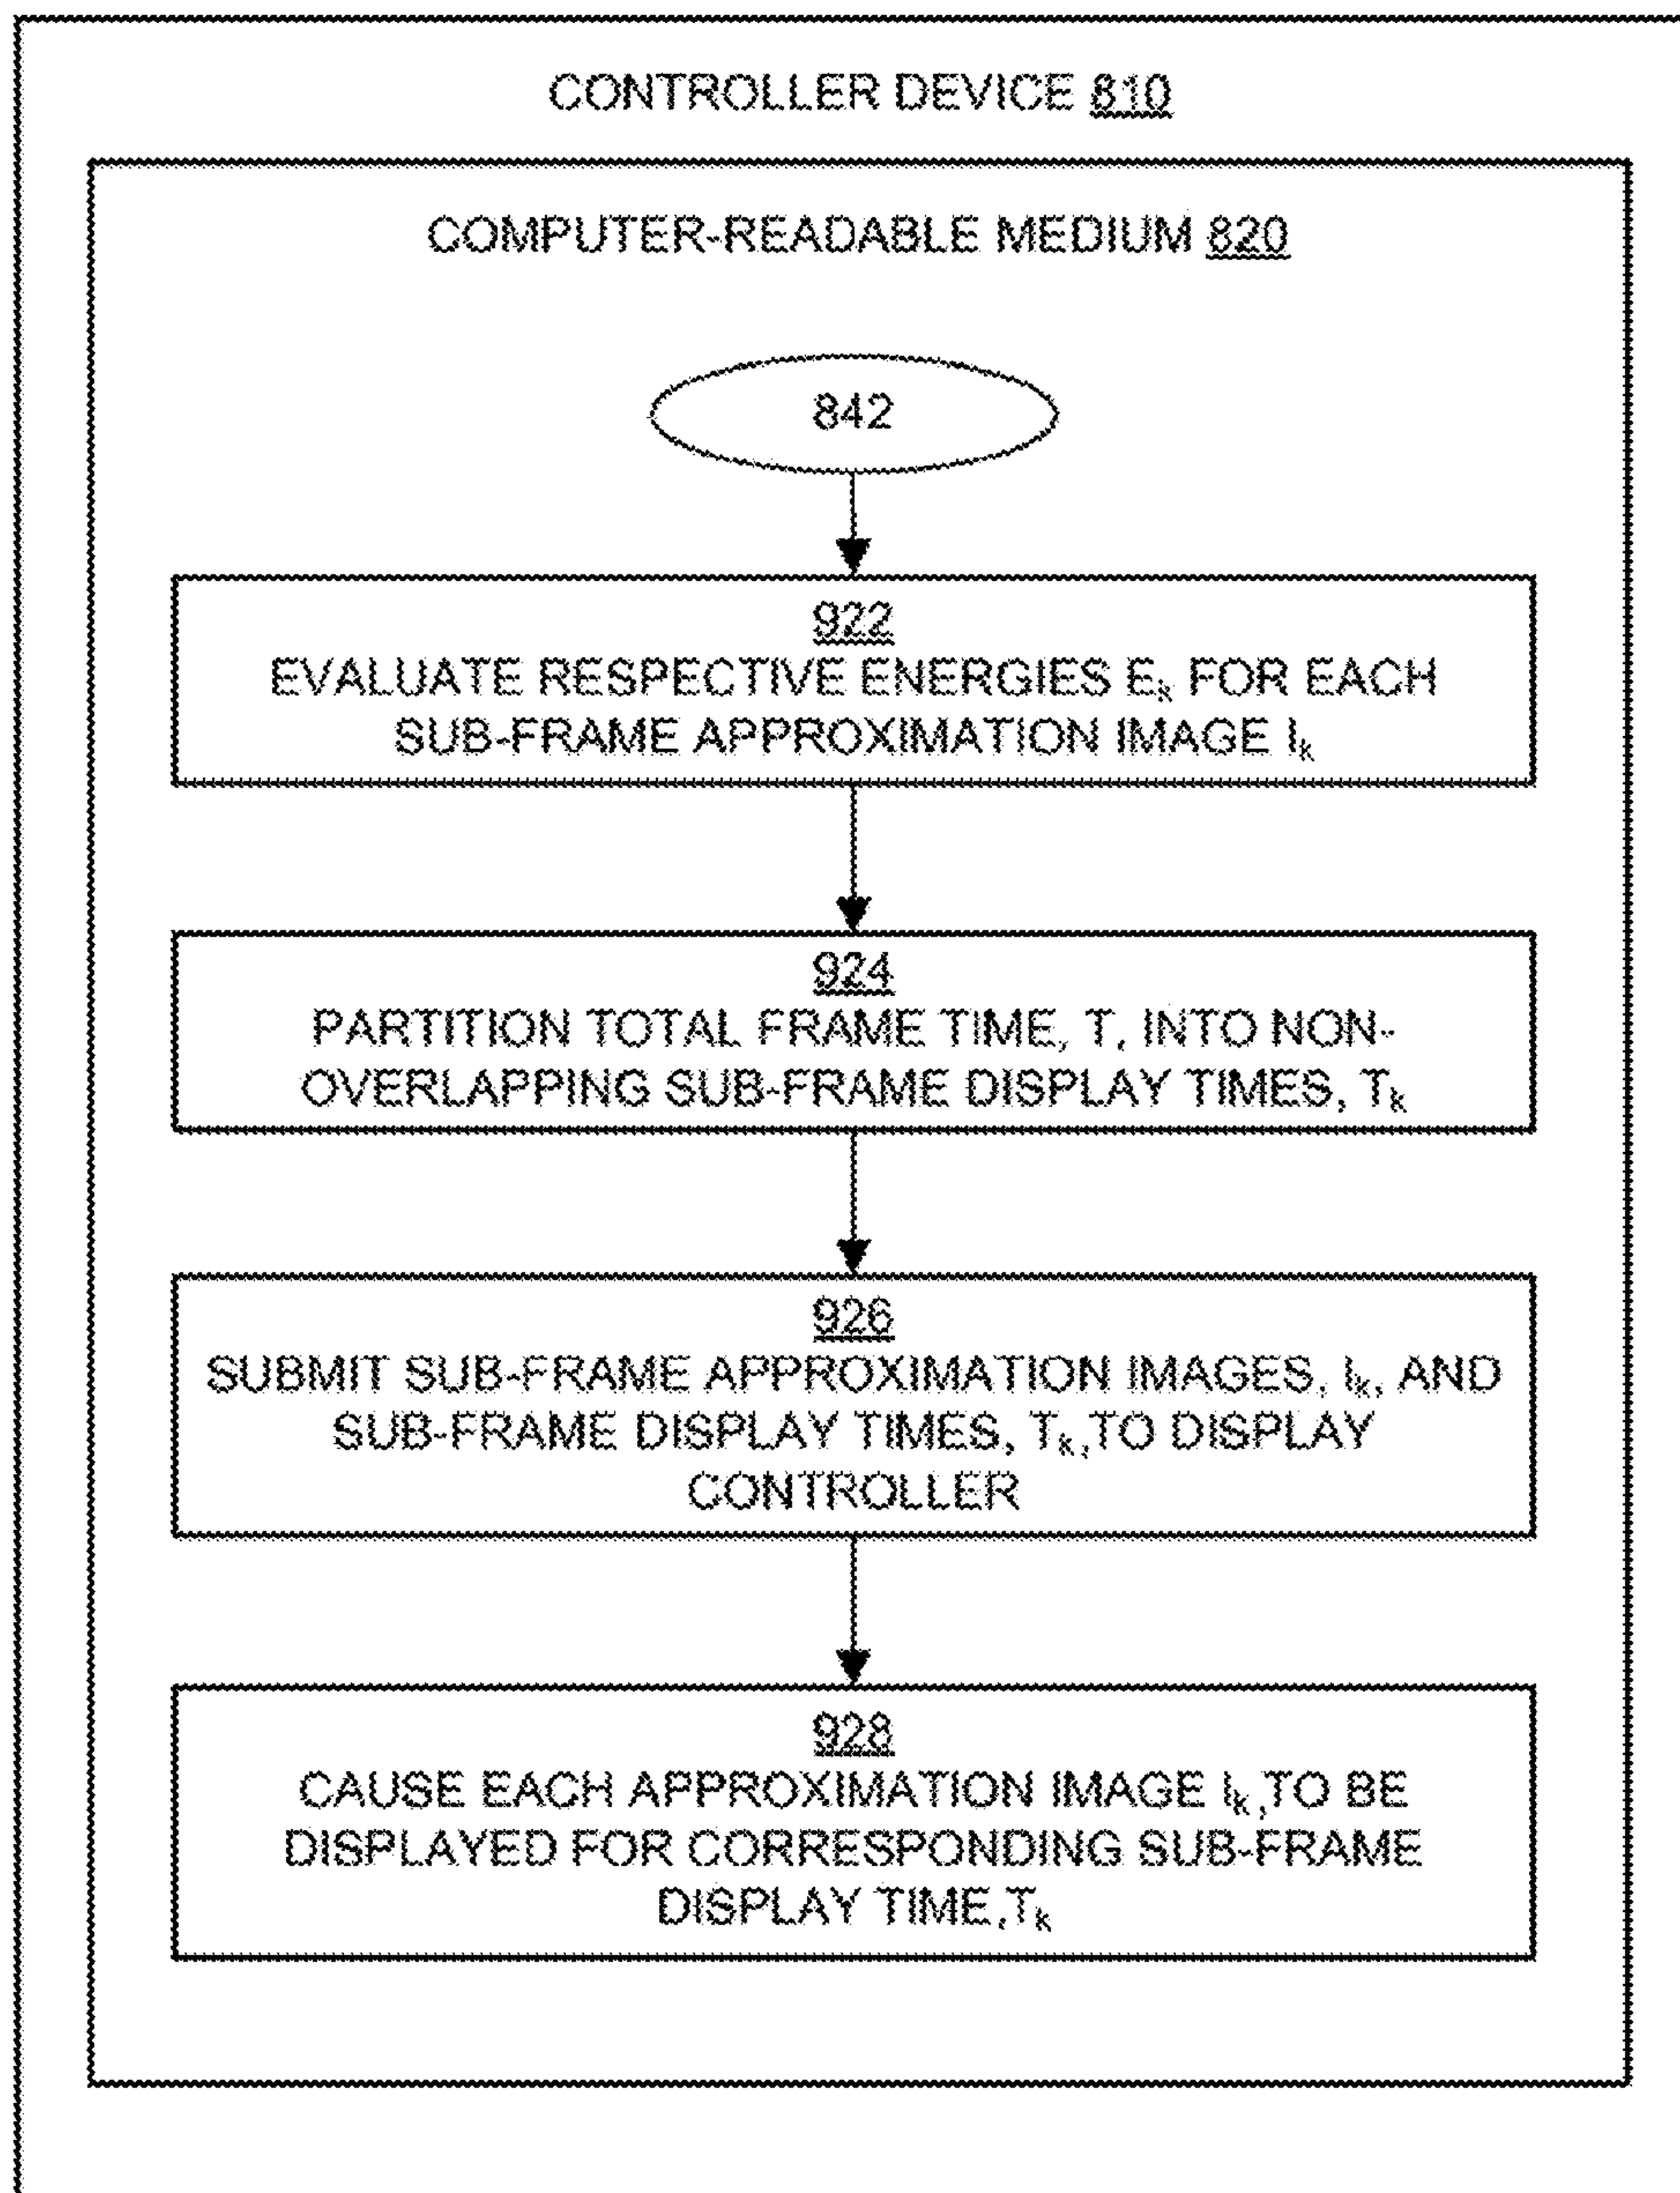 CONTROLLER DEVICE 810
COMPUTER-READABLE MEDIUM 820
842
922
EVALUATE RESPECTIVE ENERGIES Eₖ FOR EACH
SUB-FRAME APPROXIMATION IMAGE Iₖ
924
PARTITION TOTAL FRAME TIME, T, INTO NON-
OVERLAPPING SUB-FRAME DISPLAY TIMES, Tₖ
926
SUBMIT SUB-FRAME APPROXIMATION IMAGES, Iₖ, AND
SUB-FRAME DISPLAY TIMES, Tₖ,TO DISPLAY
CONTROLLER
928
CAUSE EACH APPROXIMATION IMAGE Iₖ,TO BE
DISPLAYED FOR CORRESPONDING SUB-FRAME
DISPLAY TIME,Tₖ